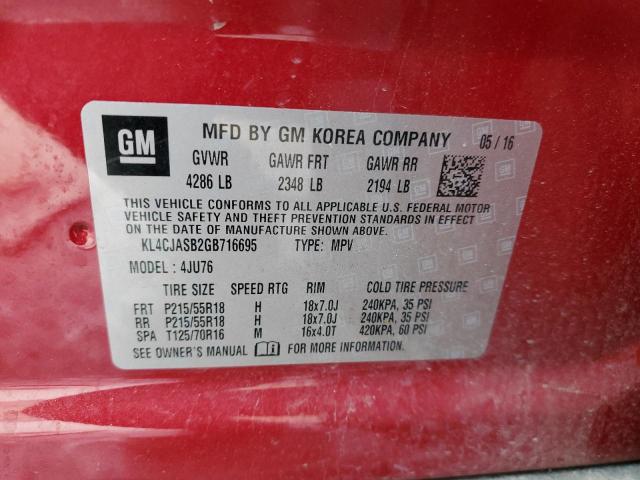 GM MFD BY GM KOREA COMPANY 05 / 16
GVWR GAWR FRT GAWR RR
4286 LB 2348 LB 2194 LB
THIS VEHICLE CONFORMS TO ALL APPLICABLE U.S. FEDERAL MOTOR
VEHICLE SAFETY AND THEFT PREVENTION STANDARDS IN EFFECT
ON THE DATE OF MANUFACTURE SHOWN ABOVE.
KL4CJASB2GB716695 TYPE: MPV
MODEL : 4JU76
TIRE SIZE SPEED RTG RIM COLD TIRE PRESSURE
FRT P215/55R18 H 18x7.0J 240KPA, 35 PSI
RR P215/55R18 H 18x7.0J 240KPA, 35 PSI
SPA T125/70R16 M 16x4.0T 420KPA, 60 PSI
SEE OWNER'S MANUAL FOR MORE INFORMATION.